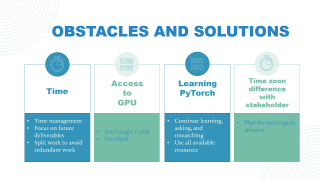 OBSTACLES AND SOLUTIONS
Time
• Time management
• Focus on future
deliverables
• Split work to avoid
redundant work
Access
to
GPU
• Use Google Colab
• Use
Learning
PyTorch
• Continue learning,
asking, and
researching
• Use all available
resources
Time zoon
difference
with
stakeholder
• Plan for meetings in
advance